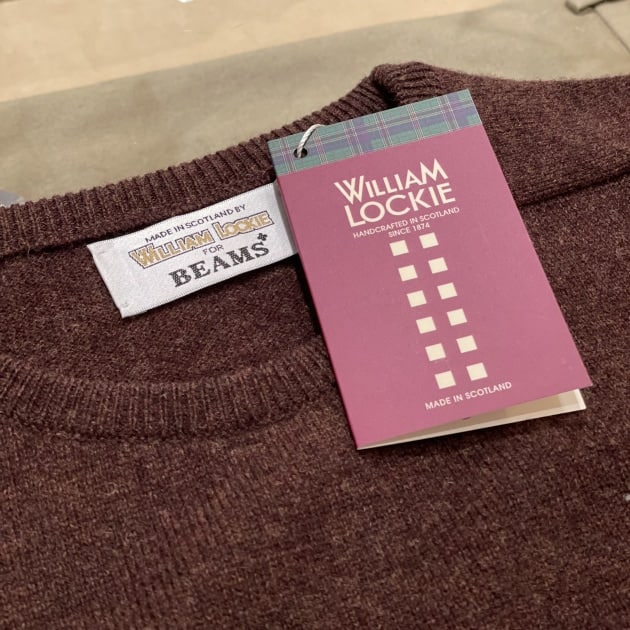 MADE IN SCOTLAND BY
WILLIAM LOCKIE
FOR
BEAMS+
WILLIAM
LOCKIE
HANDCRAFTED IN SCOTLAND
SINCE 1874
MADE IN SCOTLAND